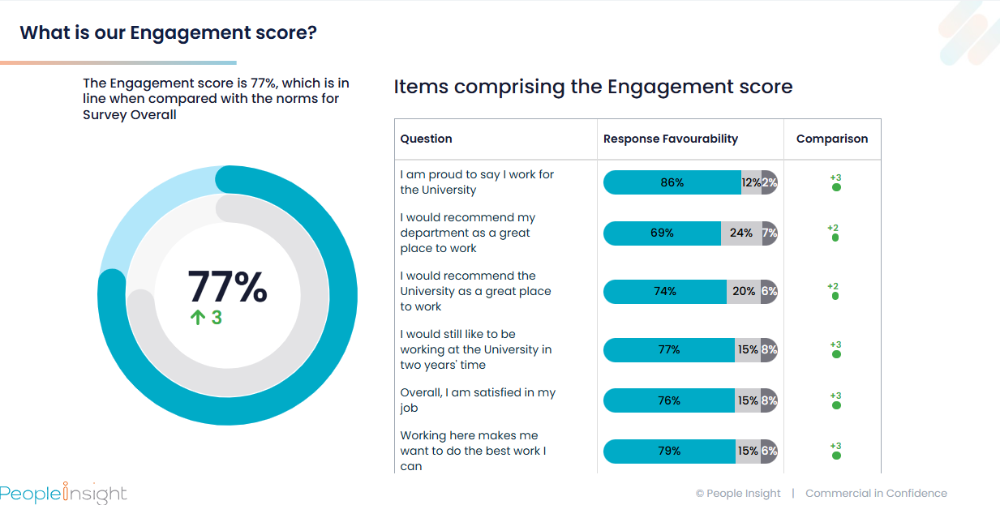 What is our Engagement score?
The Engagement score is 77%, which is in
line when compared with the norms for
Survey Overall
77%
↑ 3
Items comprising the Engagement score
Question Response Favourability Comparison
I am proud to say I work for
the University
86% 12% 2% +3
I would recommend my
department as a great
place to work
69% 24% 7% +2
I would recommend the
University as a great place
to work
74% 20% 6% +2
I would still like to be
working at the University in
two years' time
77% 15% 8% +3
Overall, I am satisfied in my
job
76% 15% 8% +3
Working here makes me
want to do the best work I
can
79% 15% 6% +3
PeopleInsight
© People Insight | Commercial in Confidence